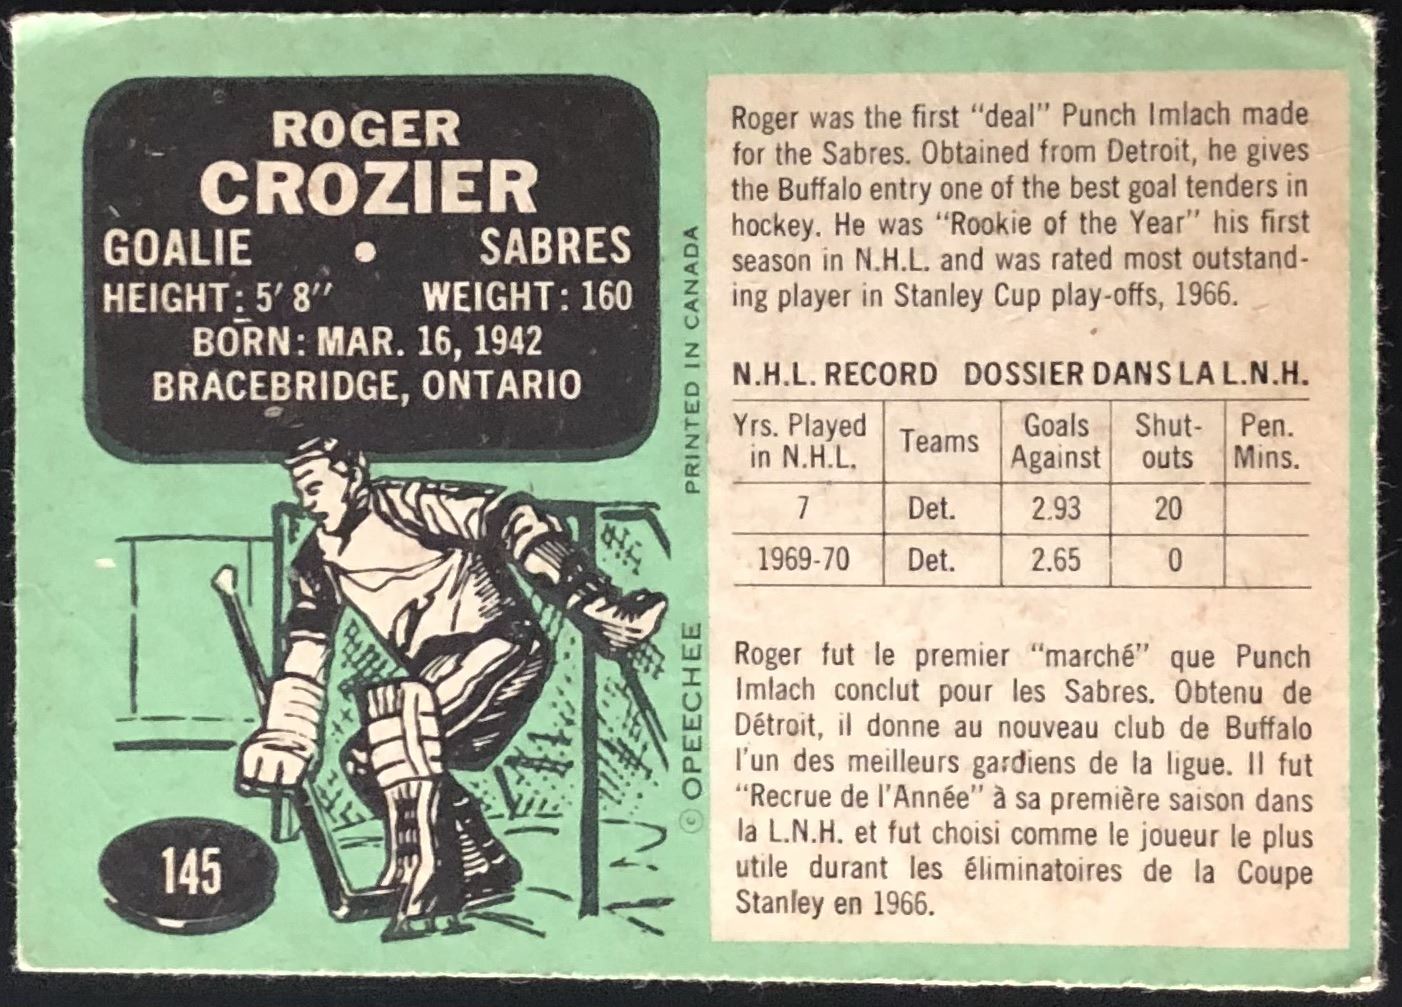 ROGER
CROZIER
GOALIE • SABRES
HEIGHT: 5' 8'' WEIGHT: 160
BORN: MAR. 16, 1942
BRACEBRIDGE, ONTARIO
145
© OPEECHEE PRINTED IN CANADA
Roger was the first "deal" Punch Imlach made
for the Sabres. Obtained from Detroit, he gives
the Buffalo entry one of the best goal tenders in
hockey. He was "Rookie of the Year" his first
season in N.H.L. and was rated most outstand-
ing player in Stanley Cup play-offs, 1966.
N.H.L. RECORD DOSSIER DANS LA L.N.H.
Yrs. Played Teams Goals Shut- Pen.
in N.H.L. Against outs Mins.
7 Det. 2.93 20
1969-70 Det. 2.65 0
Roger fut le premier "marché" que Punch
Imlach conclut pour les Sabres. Obtenu de
Détroit, il donne au nouveau club de Buffalo
l'un des meilleurs gardiens de la ligue. Il fut
"Recrue de l'Année" à sa première saison dans
la L.N.H. et fut choisi comme le joueur le plus
utile durant les éliminatoires de la Coupe
Stanley en 1966.